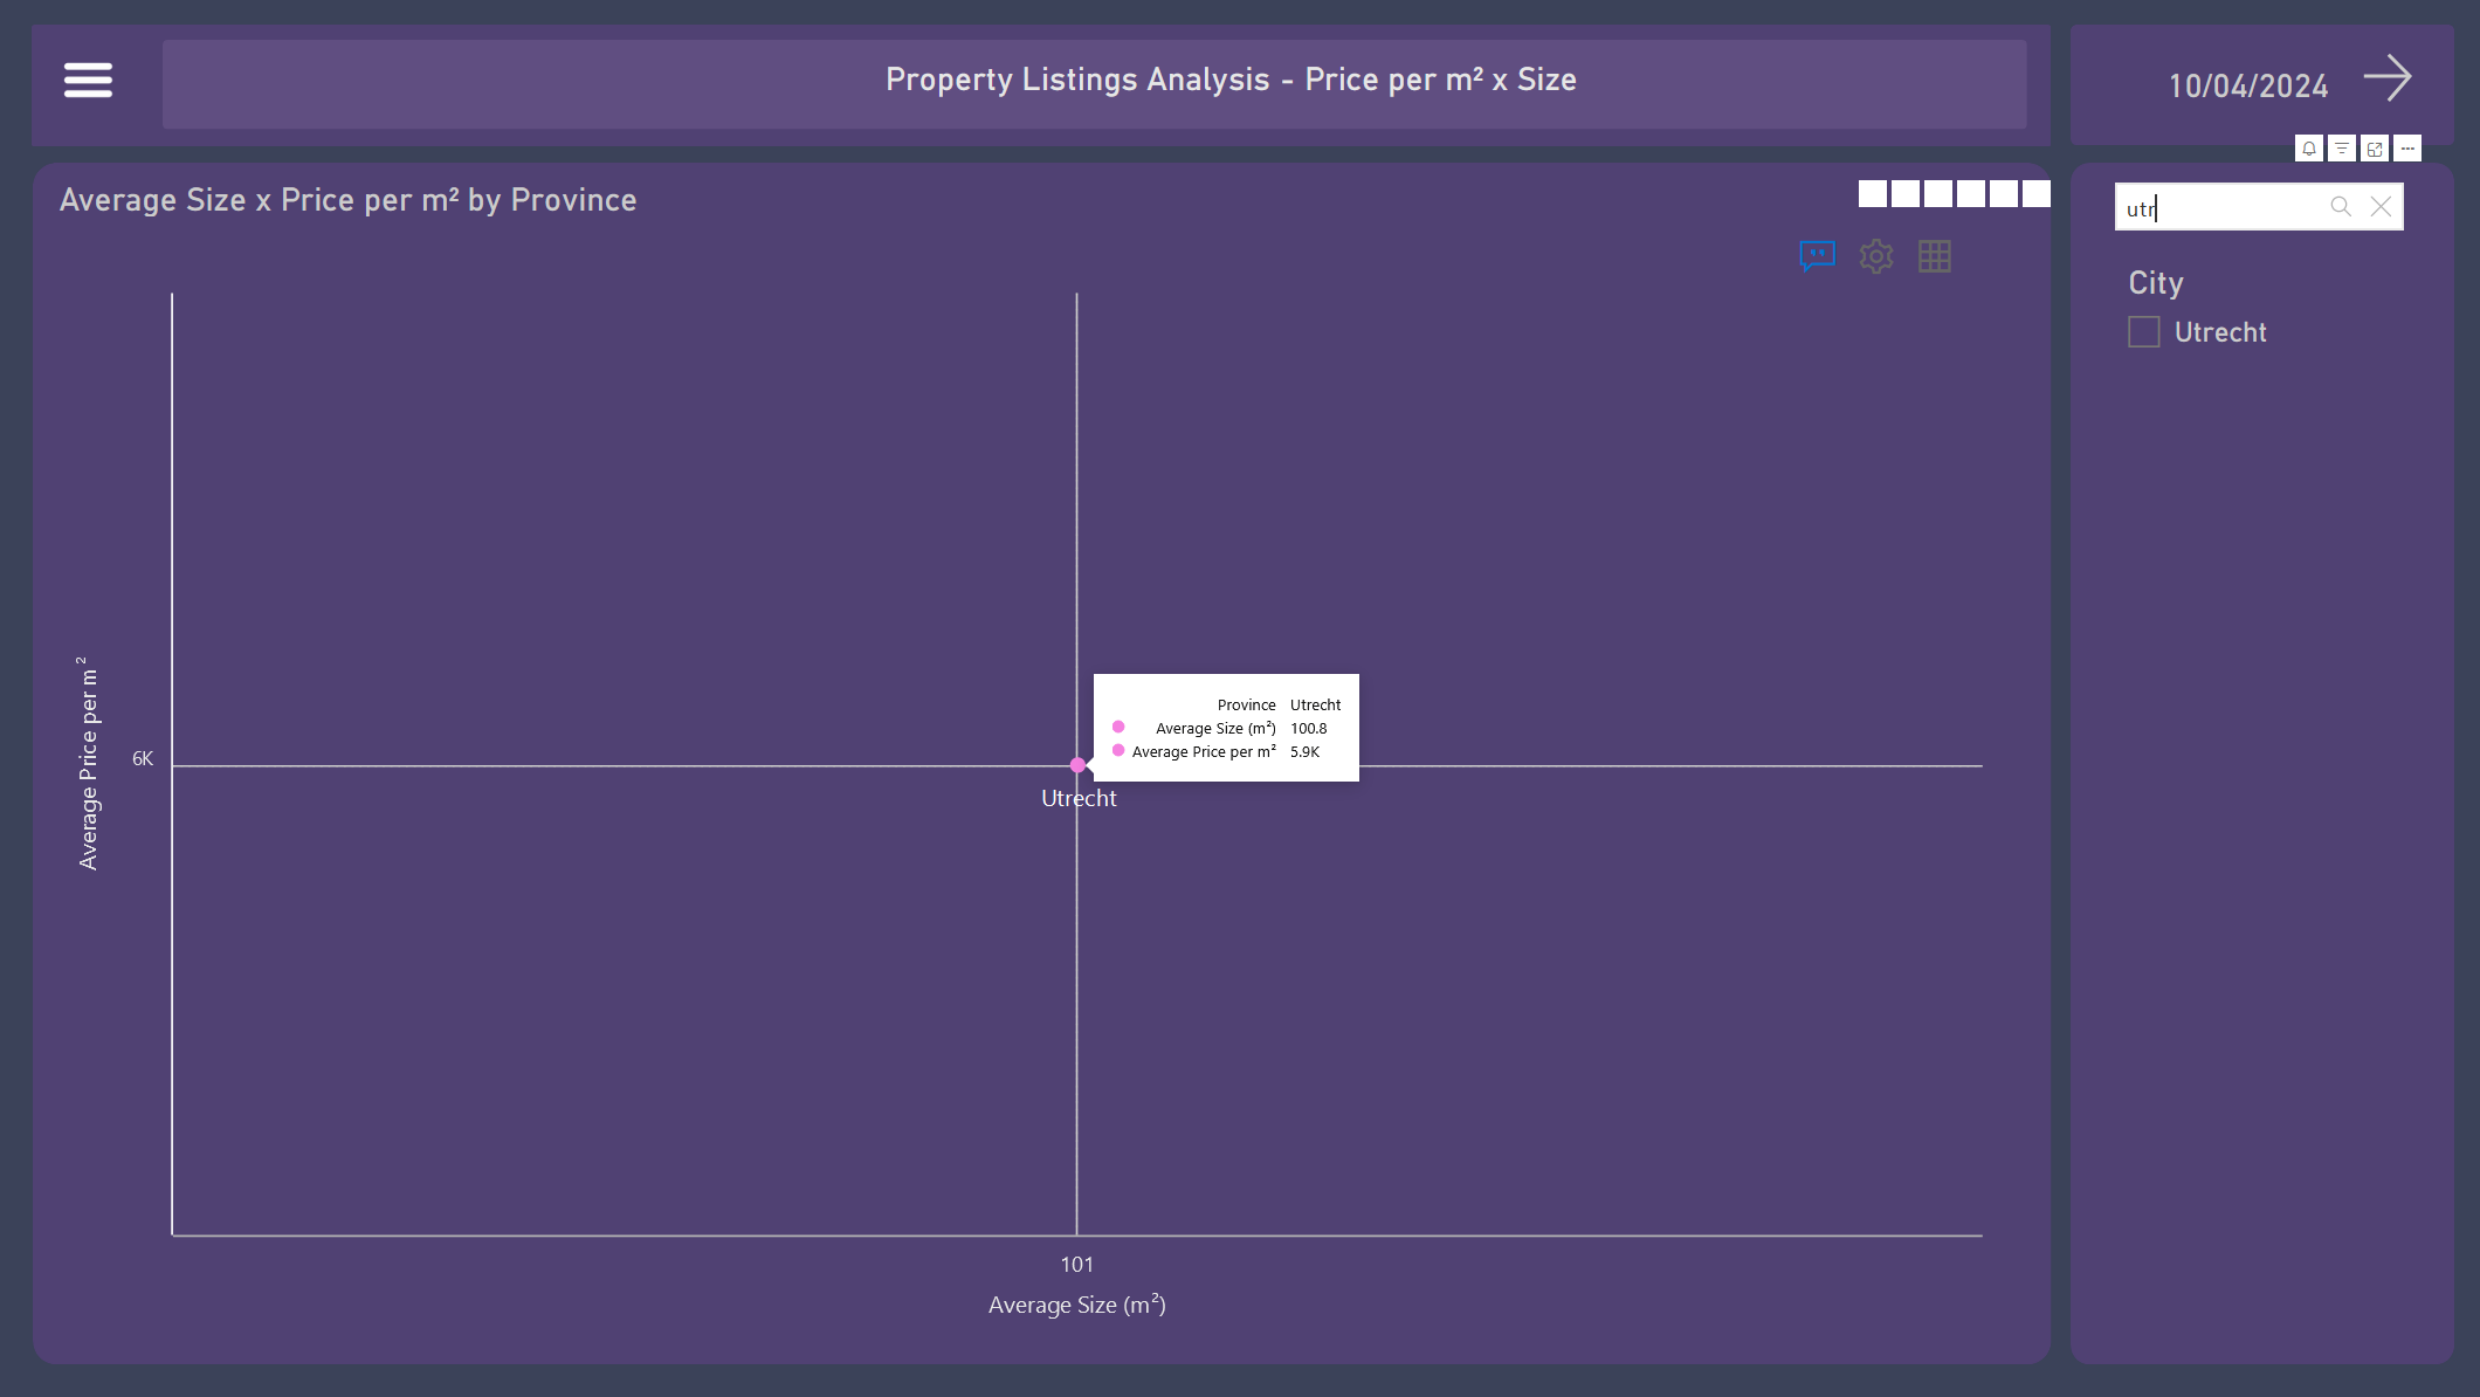 Property Listings Analysis - Price per m² x Size
10/04/2024
Average Size x Price per m² by Province
utr
City
Utrecht
Average Price per m²
6K
Province Utrecht
Average Size (m²) 100.8
Average Price per m² 5.9K
Utrecht
101
Average Size (m²)